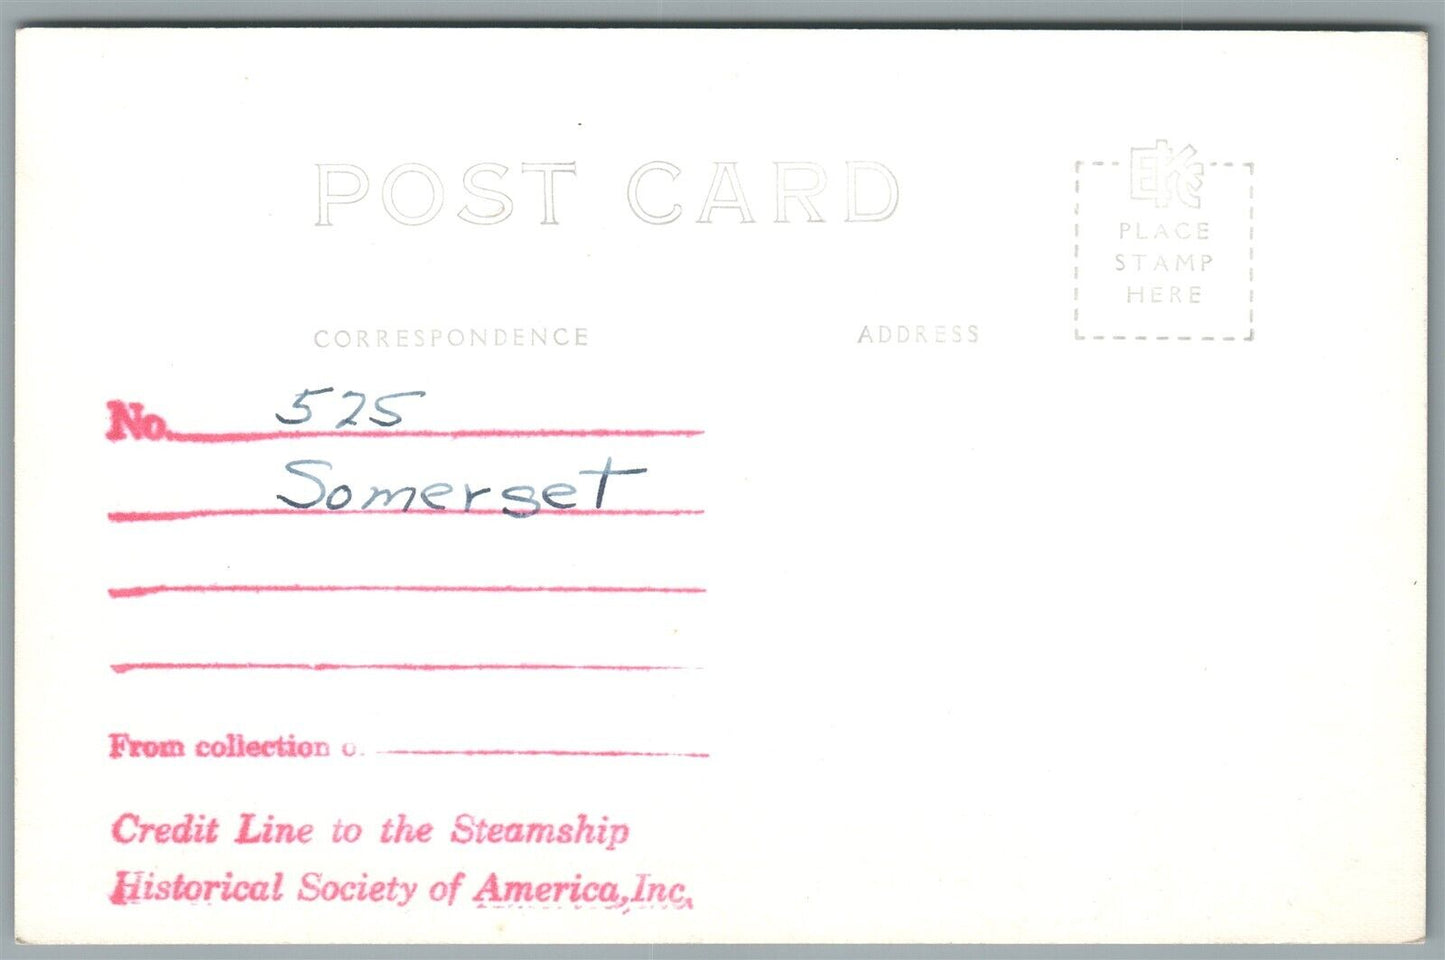 POST CARD
EKC
PLACE
STAMP
HERE
CORRESPONDENCE
ADDRESS
No. 525
Somerset
From collection o
Credit Line to the Steamship
Historical Society of America, Inc.